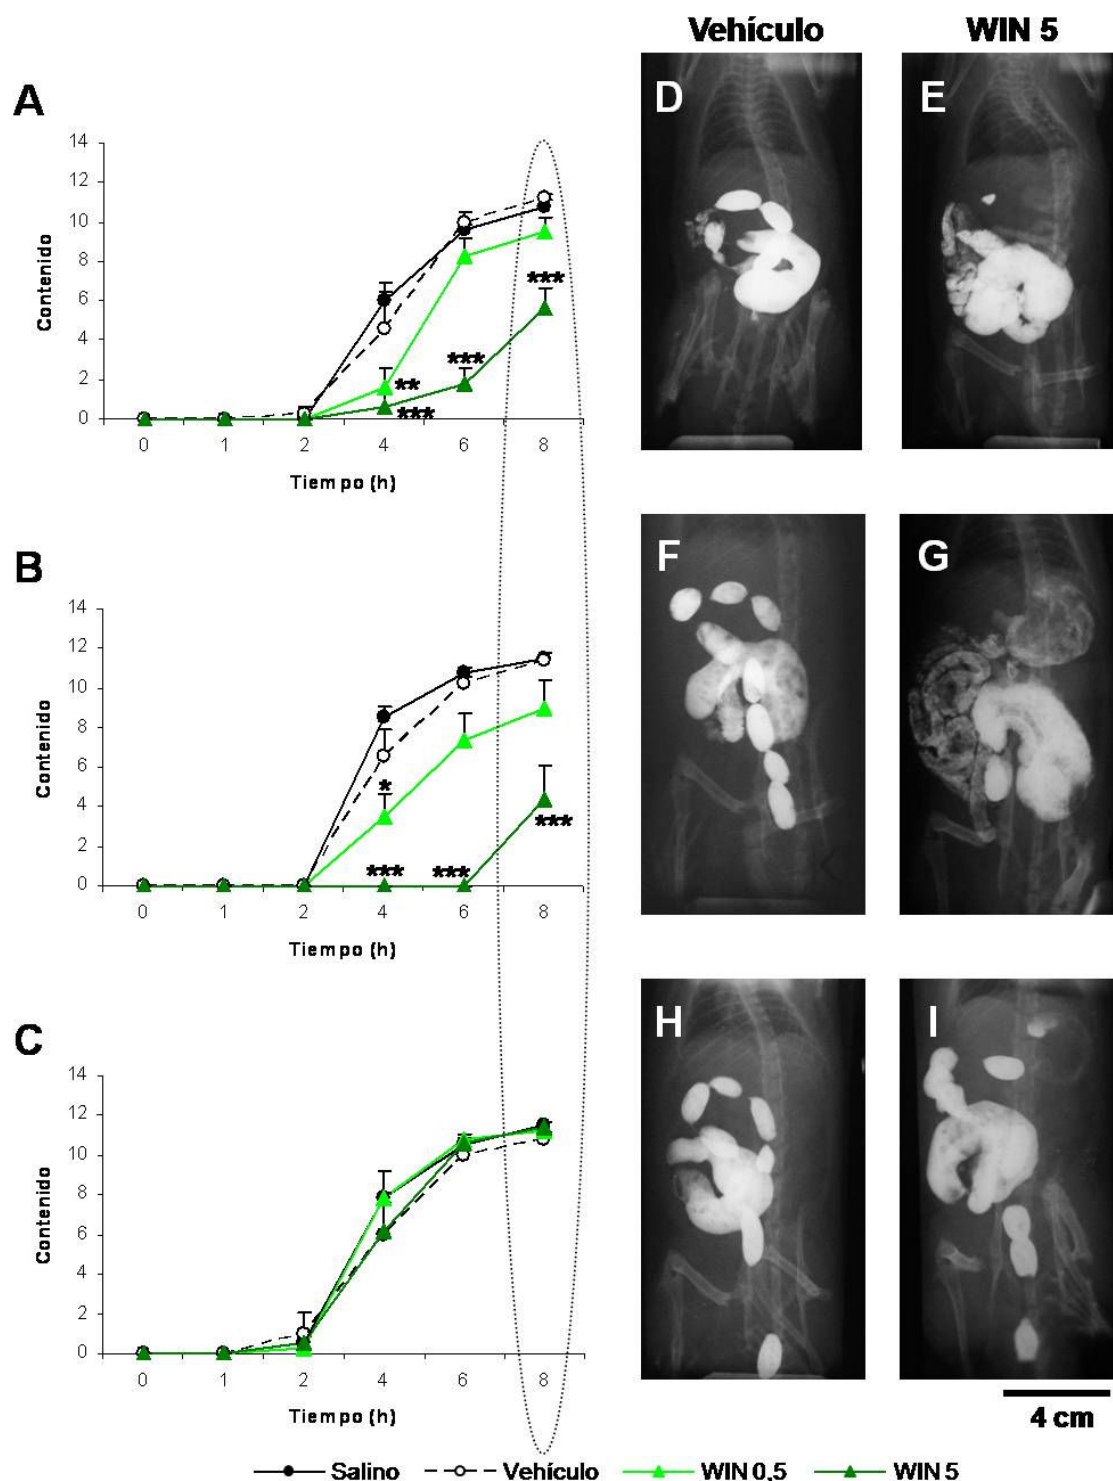 Vehículo WIN 5
A
14
12
10
8
6
4
2
0
Contenido
***
***
**
***
0 1 2 4 6 8
Tiempo (h)
D
E
B
14
12
10
8
6
4
2
0
Contenido
*
***
*** ***
0 1 2 4 6 8
Tiempo (h)
F
G
C
14
12
10
8
6
4
2
0
Contenido
0 1 2 4 6 8
Tiempo (h)
H
I
4 cm
Salino Vehículo WIN 0,5 WIN 5